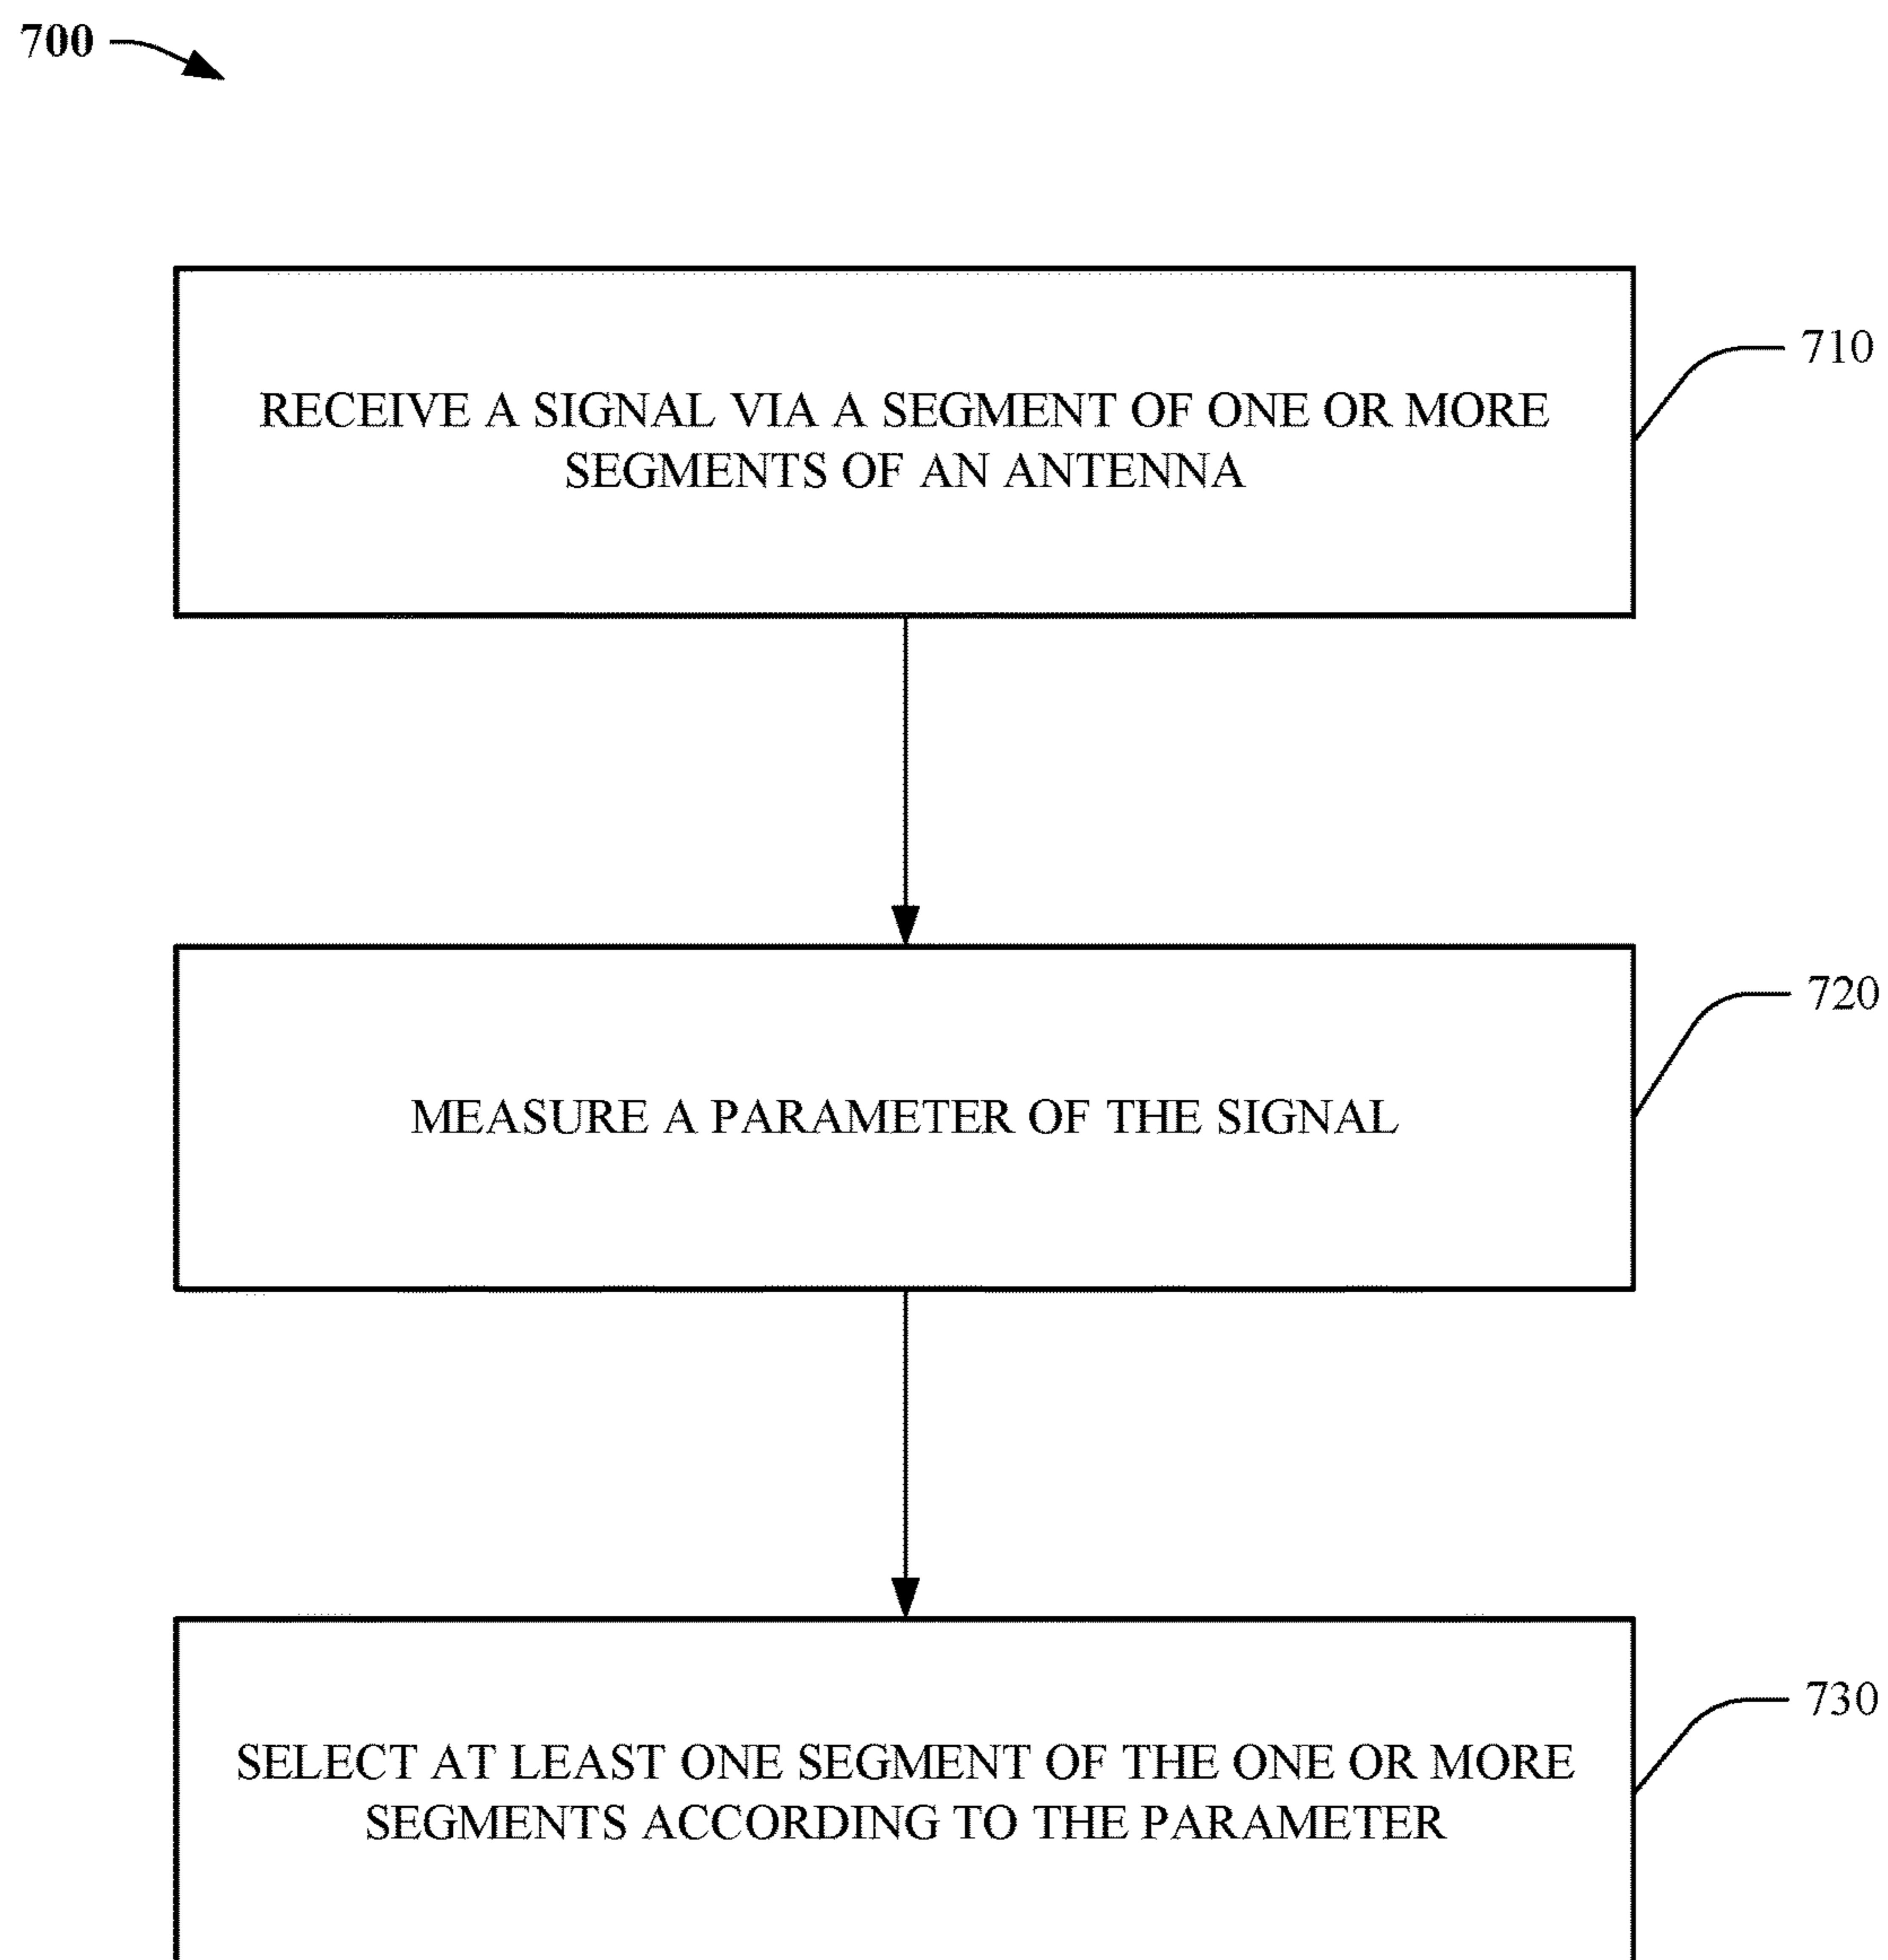 700
RECEIVE A SIGNAL VIA A SEGMENT OF ONE OR MORE
SEGMENTS OF AN ANTENNA
710
MEASURE A PARAMETER OF THE SIGNAL
720
SELECT AT LEAST ONE SEGMENT OF THE ONE OR MORE
SEGMENTS ACCORDING TO THE PARAMETER
730